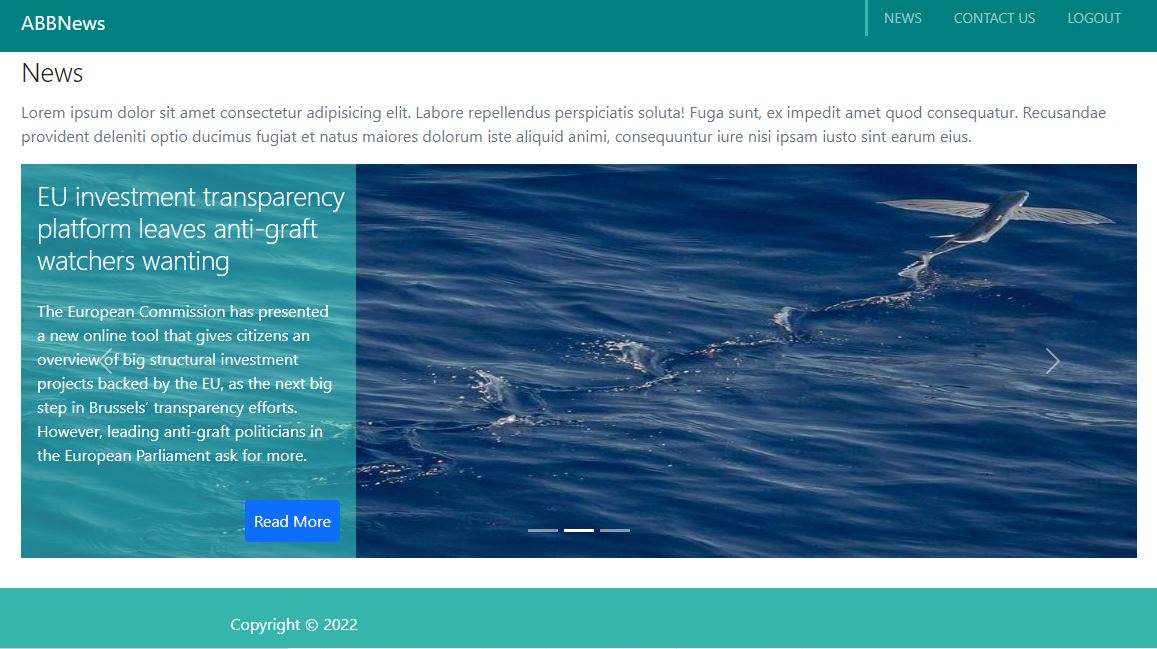 ABBNews
NEWS
CONTACT US
LOGOUT
News
Lorem ipsum dolor sit amet consectetur adipisicing elit. Labore repellendus perspiciatis soluta! Fuga sunt, ex impedit amet quod consequatur. Recusandae
provident deleniti optio ducimus fugiat et natus maiores dolorum iste aliquid animi, consequuntur iure nisi ipsam iusto sint earum eius.
EU investment transparency
platform leaves anti-graft
watchers wanting
The European Commission has presented
a new online tool that gives citizens an
overview of big structural investment
projects backed by the EU, as the next big
step in Brussels’ transparency efforts.
However, leading anti-graft politicians in
the European Parliament ask for more.
Read More
Copyright © 2022